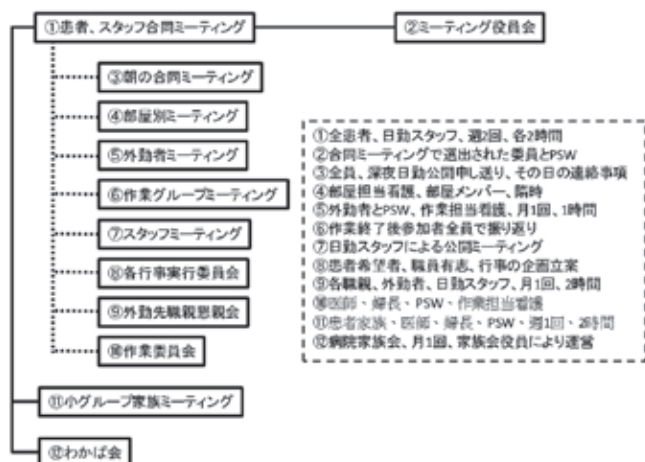 ①患者、スタッフ合同ミーティング
②ミーティング役員会
③朝の合同ミーティング
④部屋別ミーティング
⑤外勤者ミーティング
⑥作業グループミーティング
⑦スタッフミーティング
⑧各行事実行委員会
⑨外勤先職親懇親会
⑩作業委員会
⑪小グループ家族ミーティング
⑫わかば会
①全患者、日勤スタッフ、週2回、各2時間
②合同ミーティングで選出された委員とPSW
③全員、深夜日勤公開申し送り、その日の連絡事項
④部屋担当看護、部屋メンバー、臨時
⑤外勤者とPSW、作業担当看護、月1回、1時間
⑥作業終了後参加者全員で振り返り
⑦日勤スタッフによる公開ミーティング
⑧患者希望者、職員有志、行事の企画立案
⑨各職親、外勤者、日勤スタッフ、月1回、2時間
⑩医師、婦長、PSW、作業担当看護
⑪患者家族、医師、婦長、PSW、週1回、2時間
⑫病院家族会、月1回、家族会役員により運営